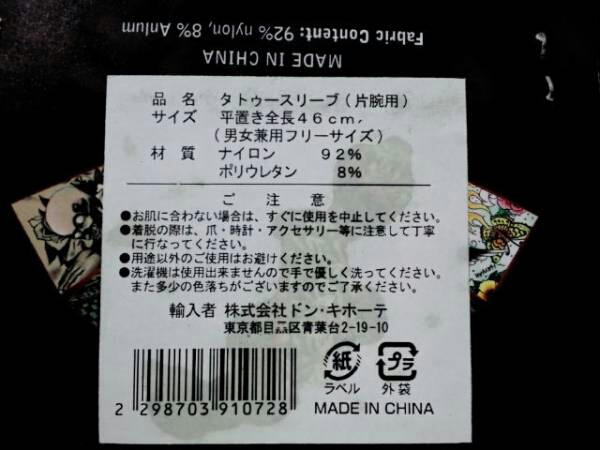 Fabric Content: 92% nylon, 8% Anlum
MADE IN CHINA
品 名 タトゥースリーブ(片腕用)
サイズ 平置き全長46cm,
(男女兼用フリーサイズ)
材 質 ナイロン 92%
ポリウレタン 8%
ご 注 意
●お肌に合わない場合は、すぐに使用を中止してください。
●着脱の際は、爪・時計・アクセサリー等に注意して丁寧
に行なってください。
●用途以外のご使用はお避けください。
●洗濯機は使用出来ませんので手で優しく洗ってください。
また多少の色落ちがございますのでご了承ください。
輸入者 株式会社ドン・キホーテ
東京都目黒区青葉台2-19-10
紙 プラ
ラベル 外袋
2 298703 910728 MADE IN CHINA